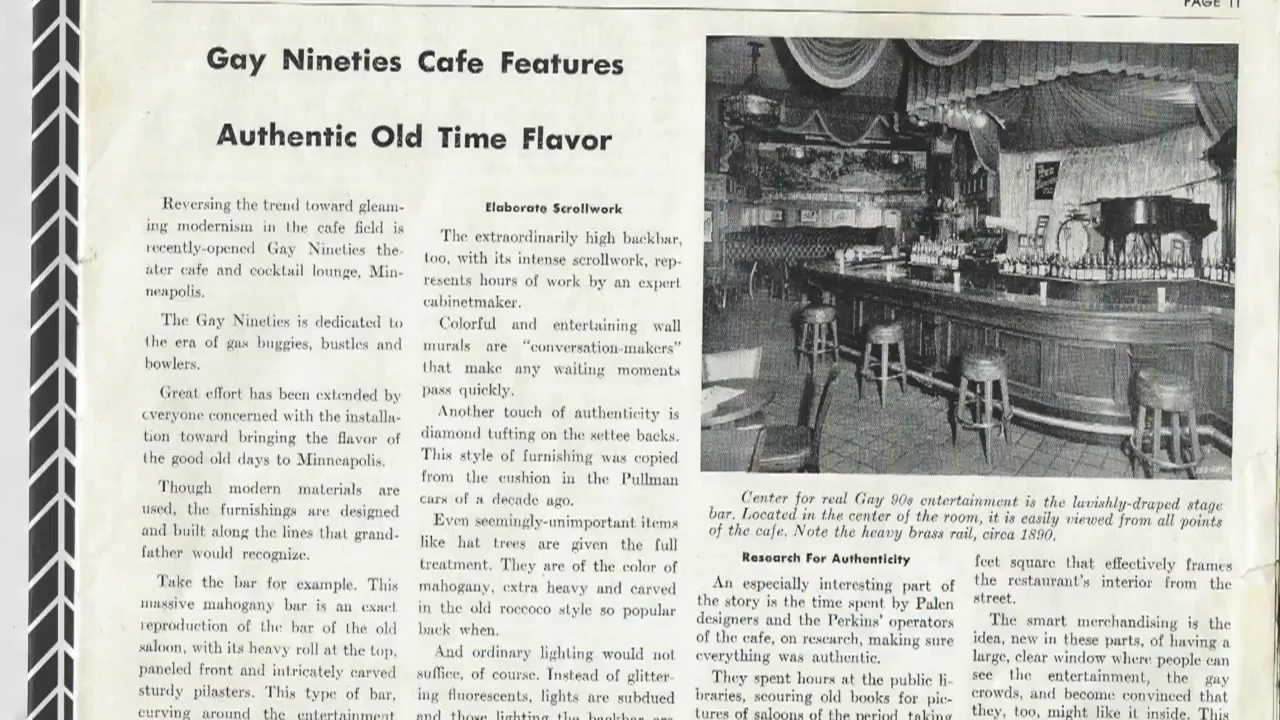 PAGE 11
Gay Nineties Cafe Features
Authentic Old Time Flavor
Reversing the trend toward gleam-
ing modernism in the cafe field is
recently-opened Gay Nineties the-
ater cafe and cocktail lounge, Min-
neapolis.
The Gay Nineties is dedicated to
the era of gas buggies, bustles and
bowlers.
Great effort has been extended by
everyone concerned with the installa-
tion toward bringing the flavor of
the good old days to Minneapolis.
Though modern materials are
used, the furnishings are designed
and built along the lines that grand-
father would recognize.
Take the bar for example. This
massive mahogany bar is an exact
reproduction of the bar of the old
saloon, with its heavy roll at the top,
paneled front and intricately carved
sturdy pilasters. This type of bar,
curving around the entertainment
Elaborate Scrollwork
The extraordinarily high backbar,
too, with its intense scrollwork, rep-
resents hours of work by an expert
cabinetmaker.
Colorful and entertaining wall
murals are “conversation-makers”
that make any waiting moments
pass quickly.
Another touch of authenticity is
diamond tufting on the settee backs.
This style of furnishing was copied
from the cushion in the Pullman
cars of a decade ago.
Even seemingly-unimportant items
like hat trees are given the full
treatment. They are of the color of
mahogany, extra heavy and carved
in the old roccoco style so popular
back when.
And ordinary lighting would not
suffice, of course. Instead of glitter-
ing fluorescents, lights are subdued
and those lighting the backbar are
Center for real Gay 90s entertainment is the lavishly-draped stage
bar. Located in the center of the room, it is easily viewed from all points
of the cafe. Note the heavy brass rail, circa 1890.
Research For Authenticity
An especially interesting part of
the story is the time spent by Palen
designers and the Perkins' operators
of the cafe, on research, making sure
everything was authentic.
They spent hours at the public li-
braries, scouring old books for pic-
tures of saloons of the period, taking
feet square that effectively frames
the restaurant's interior from the
street.
The smart merchandising is the
idea, new in these parts, of having a
large, clear window where people can
see the entertainment, the gay
crowds, and become convinced that
they, too, might like it inside. This